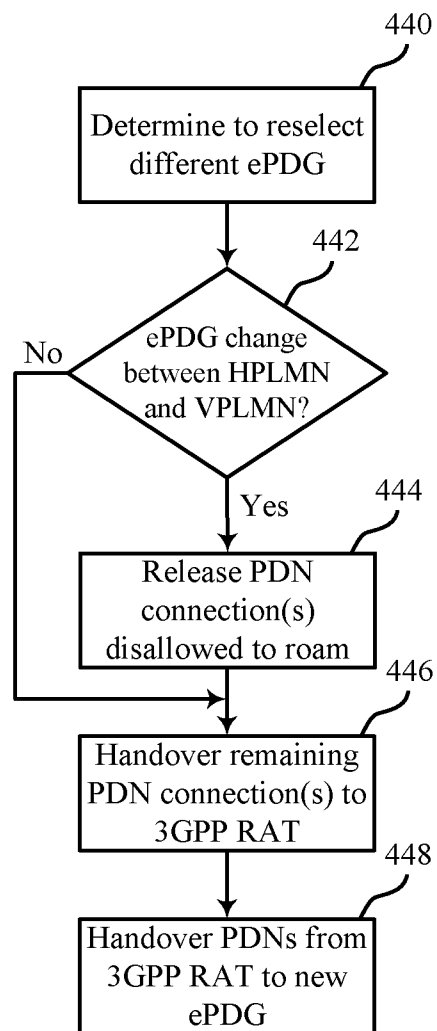 440
Determine to reselect
different ePDG
442
ePDG change
between HPLMN
and VPLMN?
No
Yes
444
Release PDN
connection(s)
disallowed to roam
446
Handover remaining
PDN connection(s) to
3GPP RAT
448
Handover PDNs from
3GPP RAT to new
ePDG